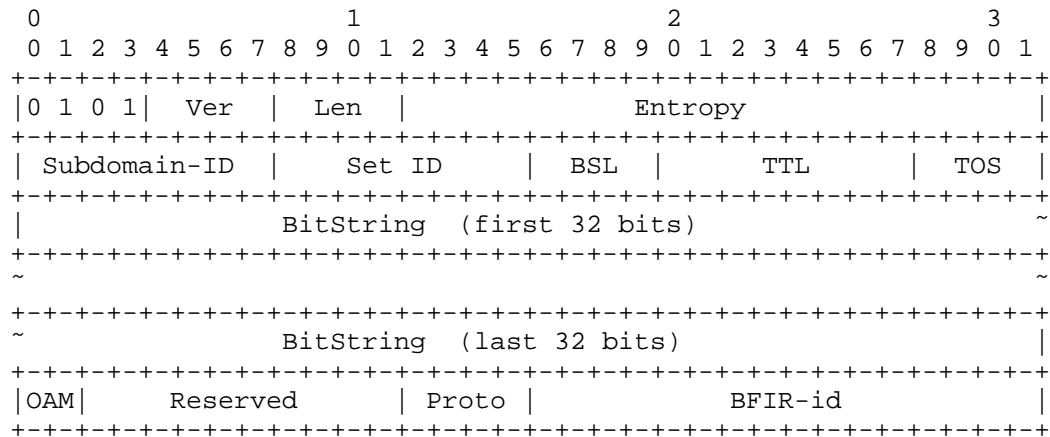 0                   1                   2                   3
 0 1 2 3 4 5 6 7 8 9 0 1 2 3 4 5 6 7 8 9 0 1 2 3 4 5 6 7 8 9 0 1
+-+-+-+-+-+-+-+-+-+-+-+-+-+-+-+-+-+-+-+-+-+-+-+-+-+-+-+-+-+-+-+-+
|0 1 0 1|  Ver  |  Len  |              Entropy                  |
+-+-+-+-+-+-+-+-+-+-+-+-+-+-+-+-+-+-+-+-+-+-+-+-+-+-+-+-+-+-+-+-+
| Subdomain-ID  |    Set ID     |  BSL  |      TTL      |  TOS  |
+-+-+-+-+-+-+-+-+-+-+-+-+-+-+-+-+-+-+-+-+-+-+-+-+-+-+-+-+-+-+-+-+
|                BitString  (first 32 bits)                     ~
+-+-+-+-+-+-+-+-+-+-+-+-+-+-+-+-+-+-+-+-+-+-+-+-+-+-+-+-+-+-+-+-+
~                                                               ~
+-+-+-+-+-+-+-+-+-+-+-+-+-+-+-+-+-+-+-+-+-+-+-+-+-+-+-+-+-+-+-+-+
~                BitString  (last 32 bits)                      |
+-+-+-+-+-+-+-+-+-+-+-+-+-+-+-+-+-+-+-+-+-+-+-+-+-+-+-+-+-+-+-+-+
|OAM|     Reserved      | Proto |            BFIR-id            |
+-+-+-+-+-+-+-+-+-+-+-+-+-+-+-+-+-+-+-+-+-+-+-+-+-+-+-+-+-+-+-+-+